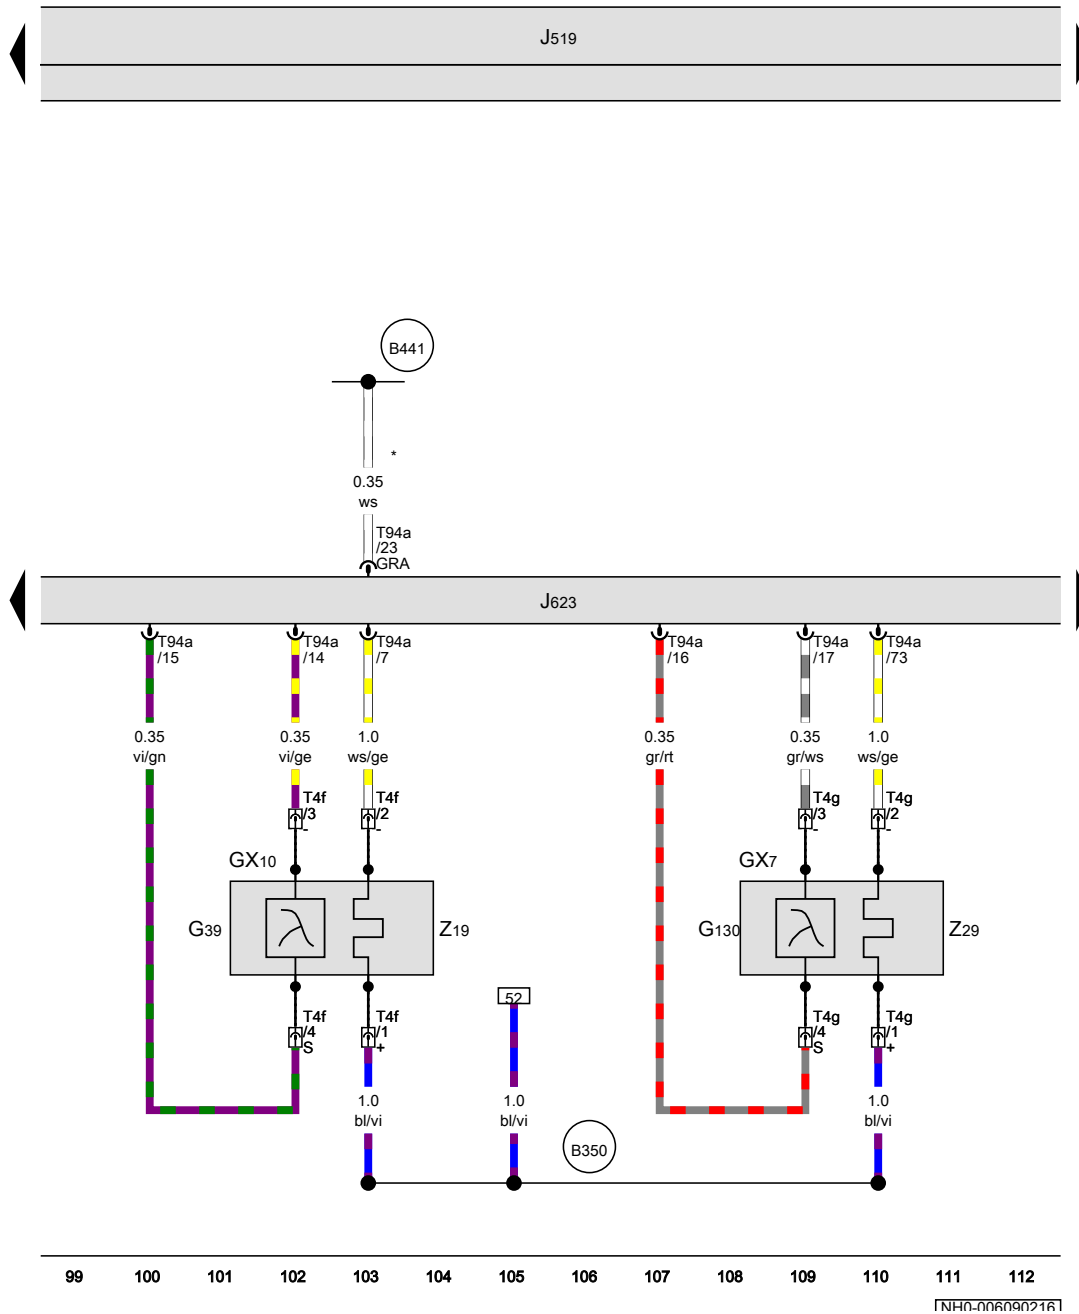 J519
B441
*
0.35
ws
T94a
/23
GRA
J623
T94a
/15
T94a
/14
T94a
/7
T94a
/16
T94a
/17
T94a
/73
0.35
vi/gn
0.35
vi/ge
1.0
ws/ge
0.35
gr/rt
0.35
gr/ws
1.0
ws/ge
T4f
/3
-
T4f
/2
-
T4g
/3
-
T4g
/2
-
GX10
GX7
G39
Z19
G130
Z29
52
T4f
/4
S
T4f
/1
+
T4g
/4
S
T4g
/1
+
1.0
bl/vi
1.0
bl/vi
1.0
bl/vi
B350
99 100 101 102 103 104 105 106 107 108 109 110 111 112
NH0-006090216